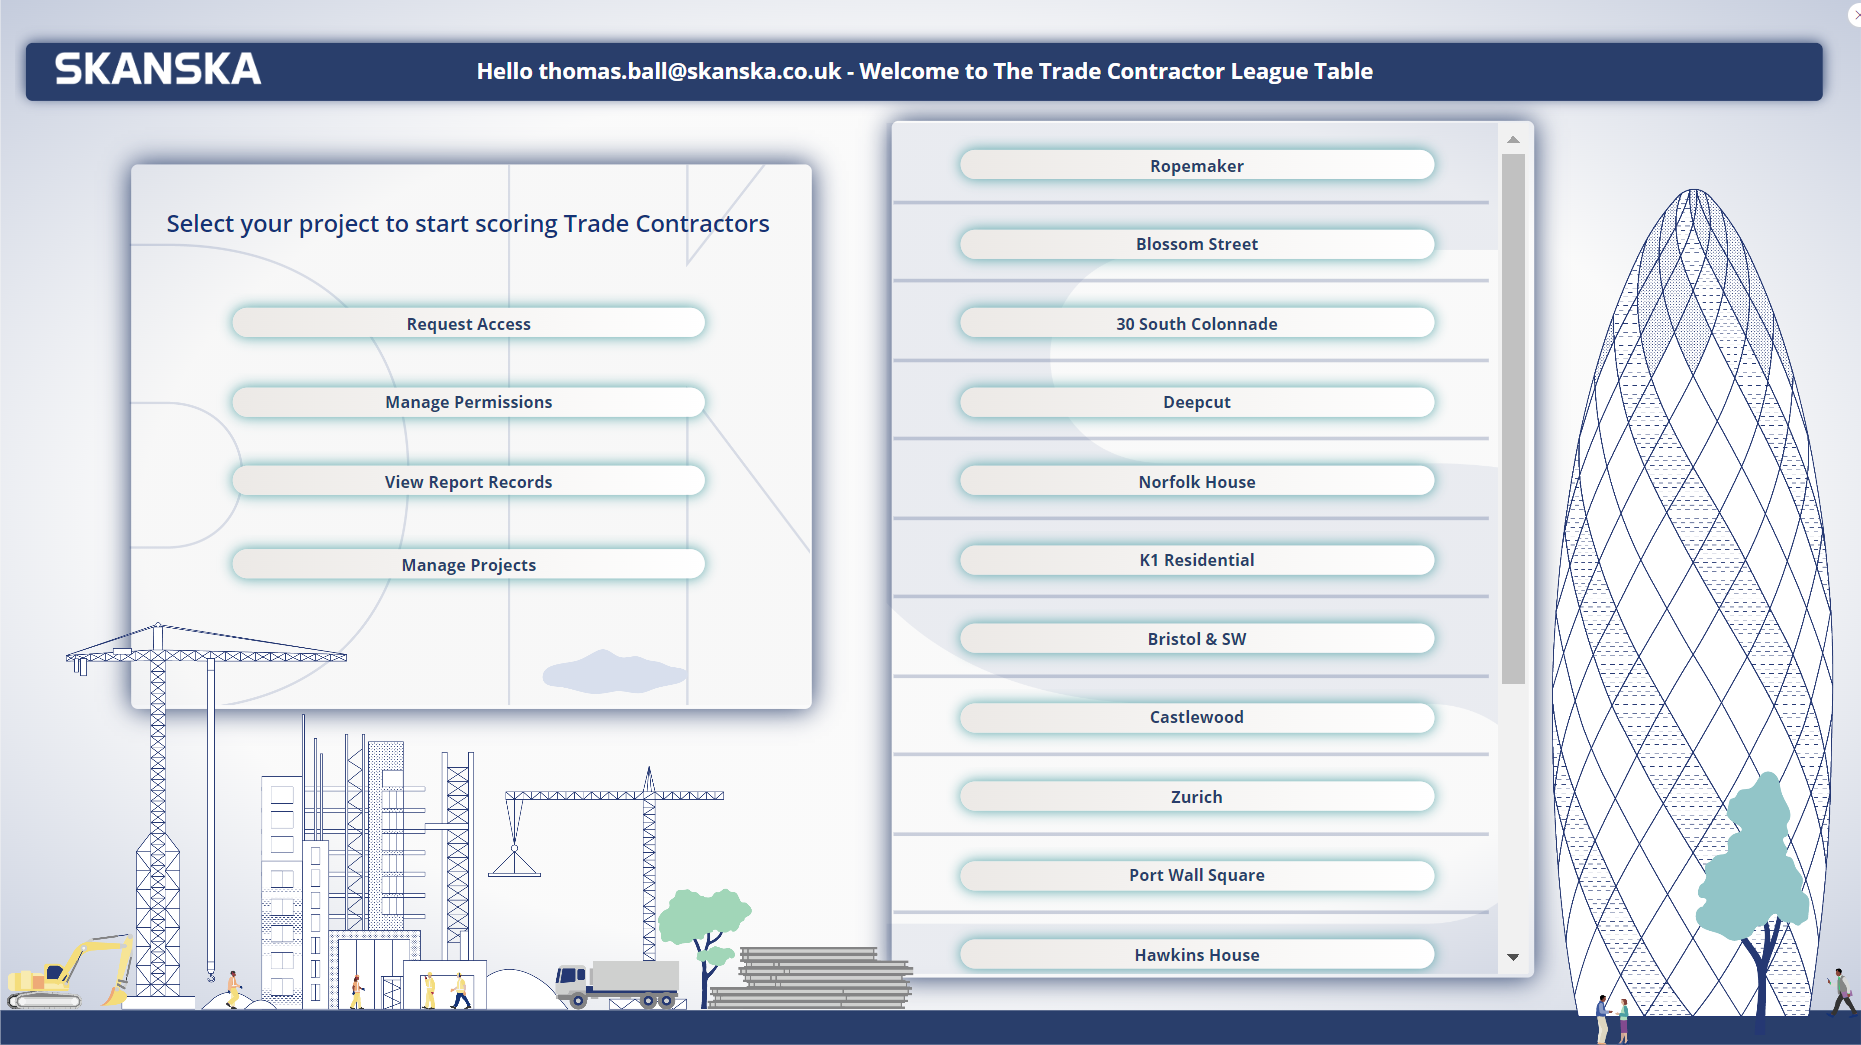 SKANSKA
Hello thomas.ball@skanska.co.uk - Welcome to The Trade Contractor League Table
Select your project to start scoring Trade Contractors
Request Access
Manage Permissions
View Report Records
Manage Projects
Ropemaker
Blossom Street
30 South Colonnade
Deepcut
Norfolk House
K1 Residential
Bristol & SW
Castlewood
Zurich
Port Wall Square
Hawkins House